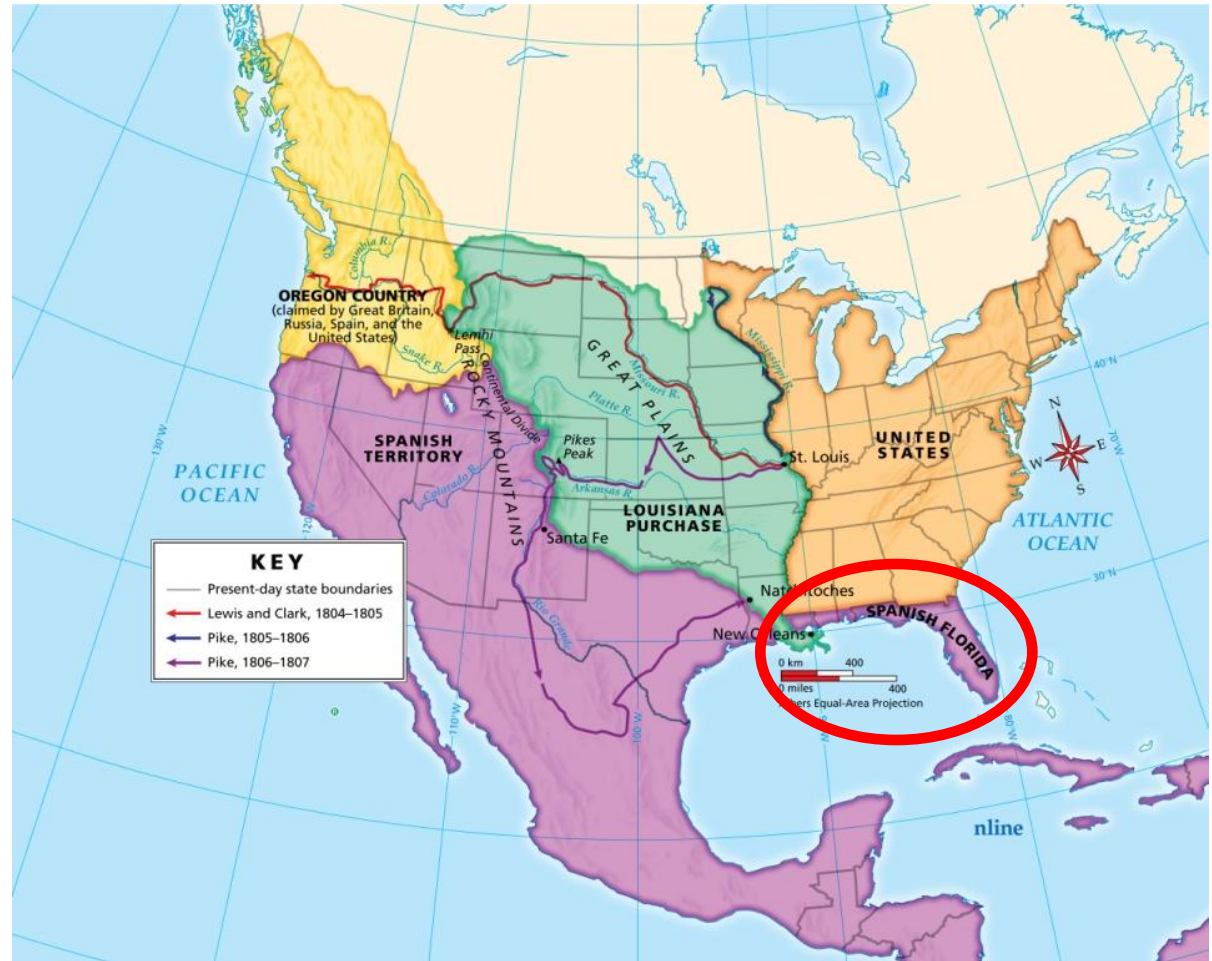 Columbia R.
OREGON COUNTRY
(claimed by Great Britain,
Russia, Spain, and the
United States)
Lemhi
Pass
Snake R.
Continental Divide
ROCKY MOUNTAINS
GREAT PLAINS
Missouri R.
Mississippi R.
Platte R.
40°N
N
E
S
W
70°W
130°W
SPANISH
TERRITORY
Pikes
Peak
St. Louis
UNITED
STATES
PACIFIC
OCEAN
Colorado R.
Arkansas R.
LOUISIANA
PURCHASE
ATLANTIC
OCEAN
120°W
Santa Fe
30°N
KEY
Present-day state boundaries
Lewis and Clark, 1804–1805
Pike, 1805–1806
Pike, 1806–1807
Rio Grande
Natchitoches
New Orleans
SPANISH FLORIDA
0 km 400
0 miles 400
Equal-Area Projection
110°W
100°W
80°W
nline